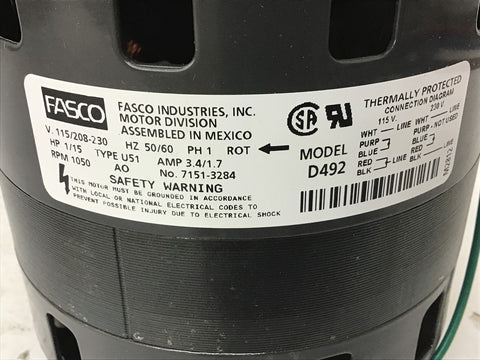 FASCO
FASCO INDUSTRIES, INC.
MOTOR DIVISION
ASSEMBLED IN MEXICO
V. 115/208-230 HZ 50/60 PH 1 ROT
HP 1/15 TYPE U51 AMP 3.4/1.7
RPM 1050 AO No. 7151-3284
SAFETY WARNING
THIS MOTOR MUST BE GROUNDED IN ACCORDANCE
WITH LOCAL OR NATIONAL ELECTRICAL CODES TO
PREVENT POSSIBLE INJURY DUE TO ELECTRICAL SHOCK
MODEL
D492
THERMALLY PROTECTED
CONNECTION DIAGRAM
115 V. 230 V.
WHT LINE WHT LINE
PURP PURP-NOT USED
BLUE BLUE
RED LINE RED
BLK BLK LINE